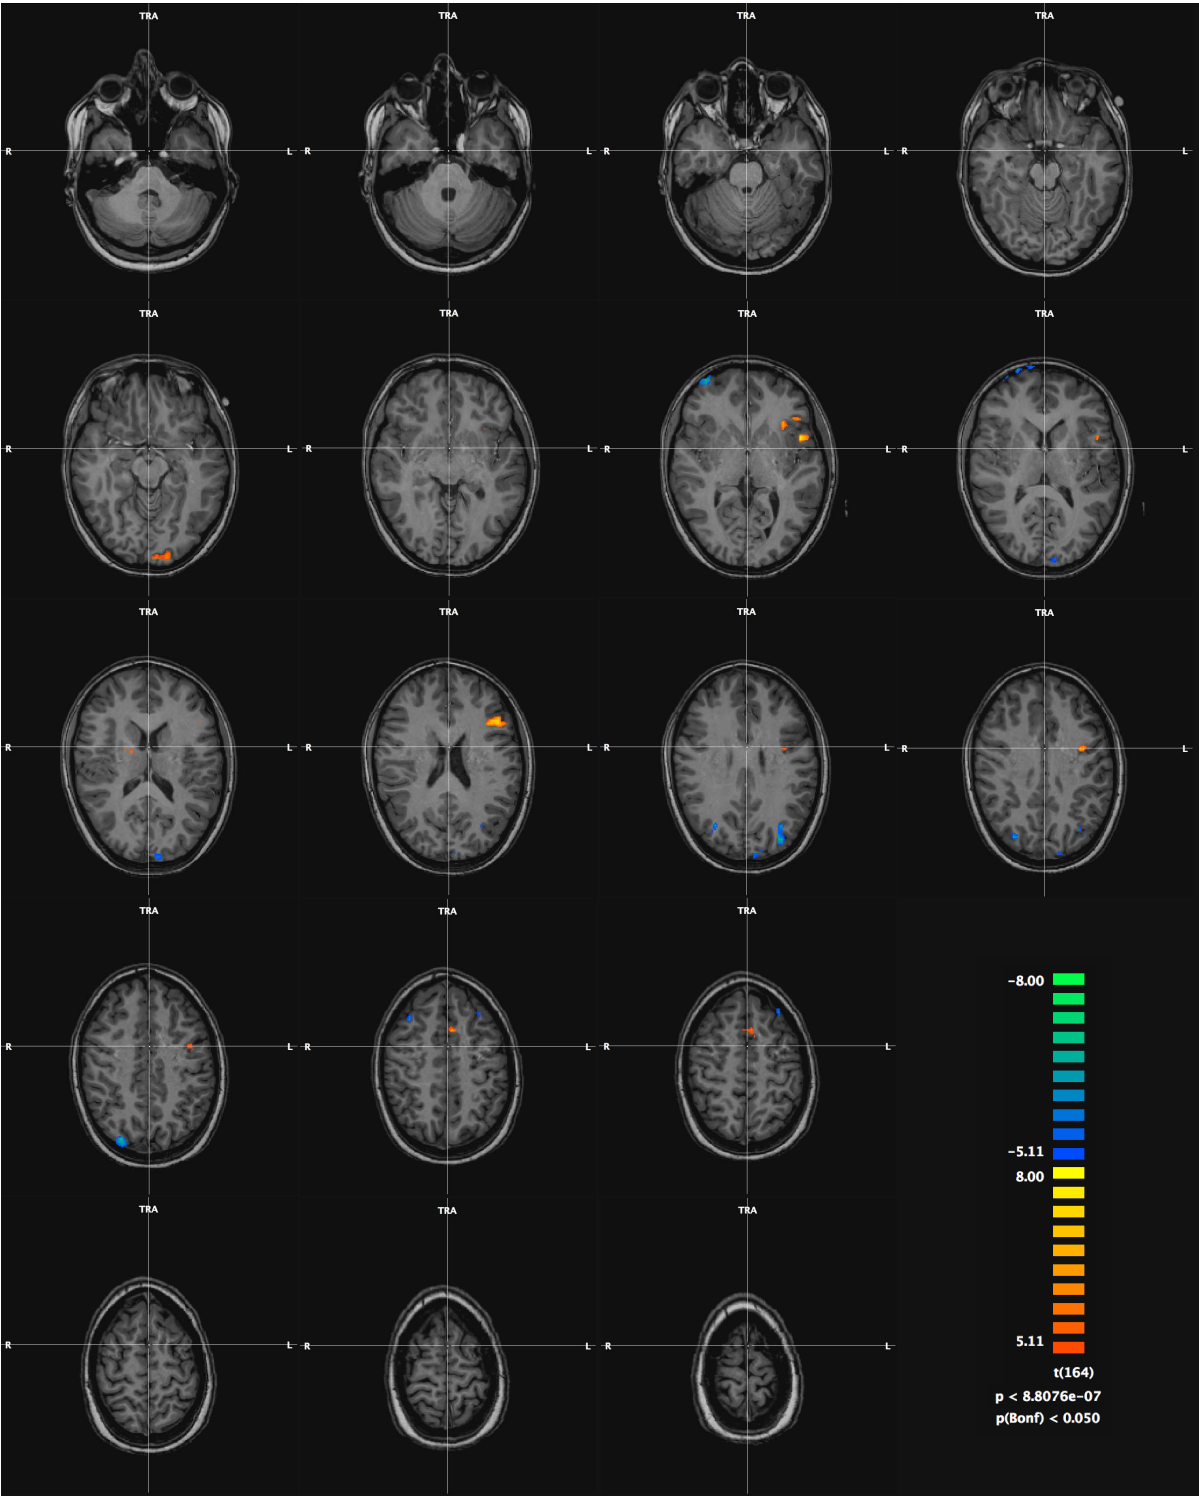 TRA TRA TRA TRA
R L R L R L R L
TRA TRA TRA TRA
R L R L R L R L
TRA TRA TRA TRA
R L R L R L R L
TRA TRA TRA
−8.00
R L R L R L
−5.11
8.00
TRA TRA TRA
5.11
R L R L R L
t(164)
p < 8.8076e−07
p(Bonf) < 0.050